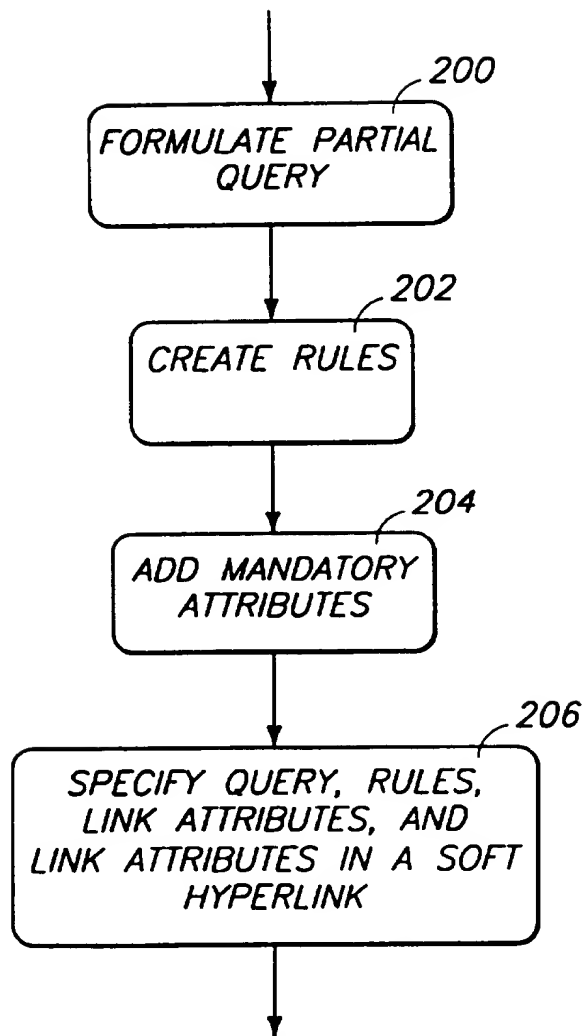 200
FORMULATE PARTIAL
QUERY
202
CREATE RULES
204
ADD MANDATORY
ATTRIBUTES
206
SPECIFY QUERY, RULES,
LINK ATTRIBUTES, AND
LINK ATTRIBUTES IN A SOFT
HYPERLINK